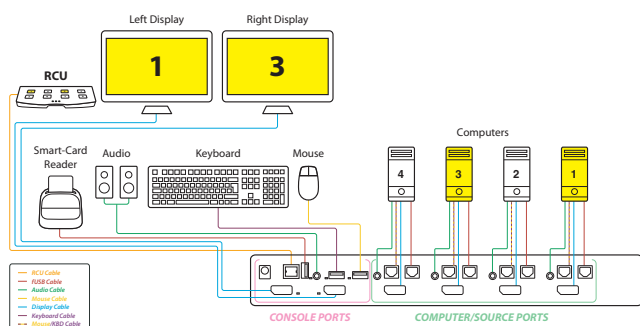 Left Display
Right Display
RCU
1
3
Smart-Card
Reader
Audio
Keyboard
Mouse
Computers
4
3
2
1
RCU Cable
fUSB Cable
Audio Cable
Mouse Cable
Display Cable
Keyboard Cable
Mouse/KBD Cable
CONSOLE PORTS
COMPUTER/SOURCE PORTS